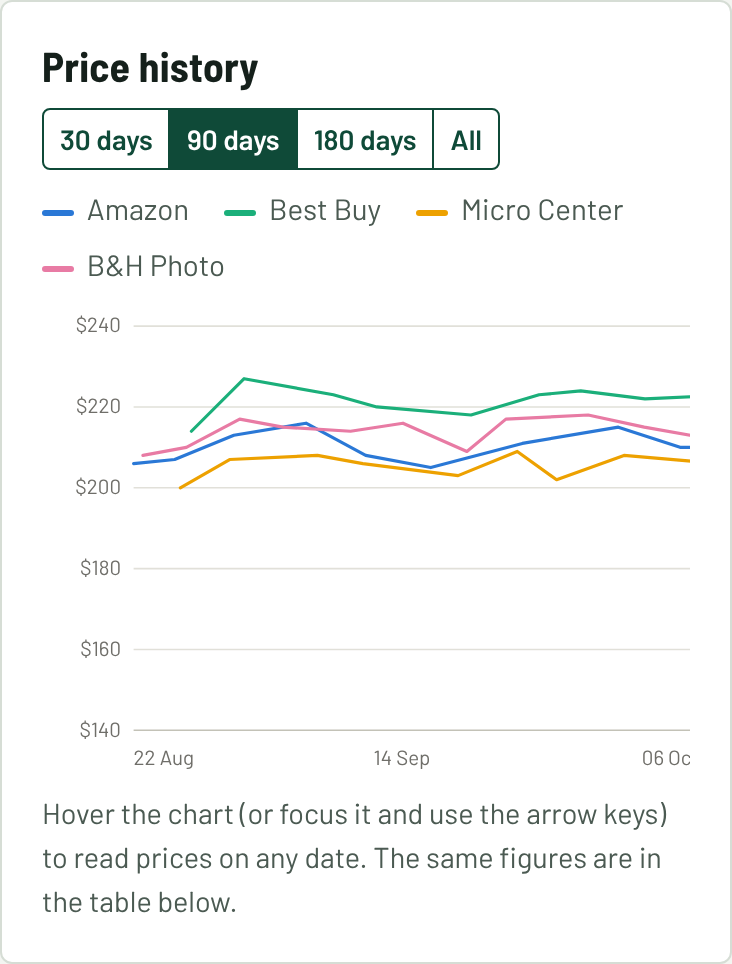 Price history
30 days 90 days 180 days All
Amazon Best Buy Micro Center
B&H Photo
$240
$220
$200
$180
$160
$140
22 Aug 14 Sep 06 Oc
Hover the chart (or focus it and use the arrow keys)
to read prices on any date. The same figures are in
the table below.